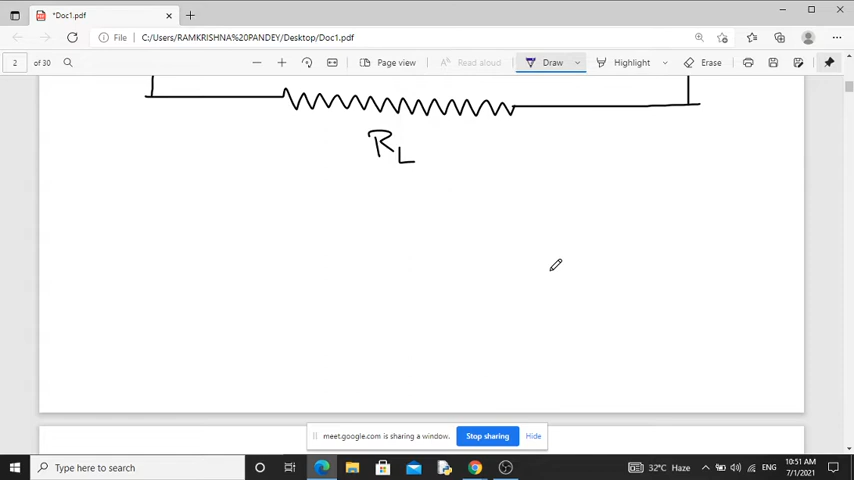 *Doc1.pdf
File C:/Users/RAMKRISHNA%20PANDEY/Desktop/Doc1.pdf
2 of 30 Page view Read aloud Draw Highlight Erase
RL
meet.google.com is sharing a window. Stop sharing Hide
Type here to search 32°C Haze ENG 10:51 AM
7/1/2021